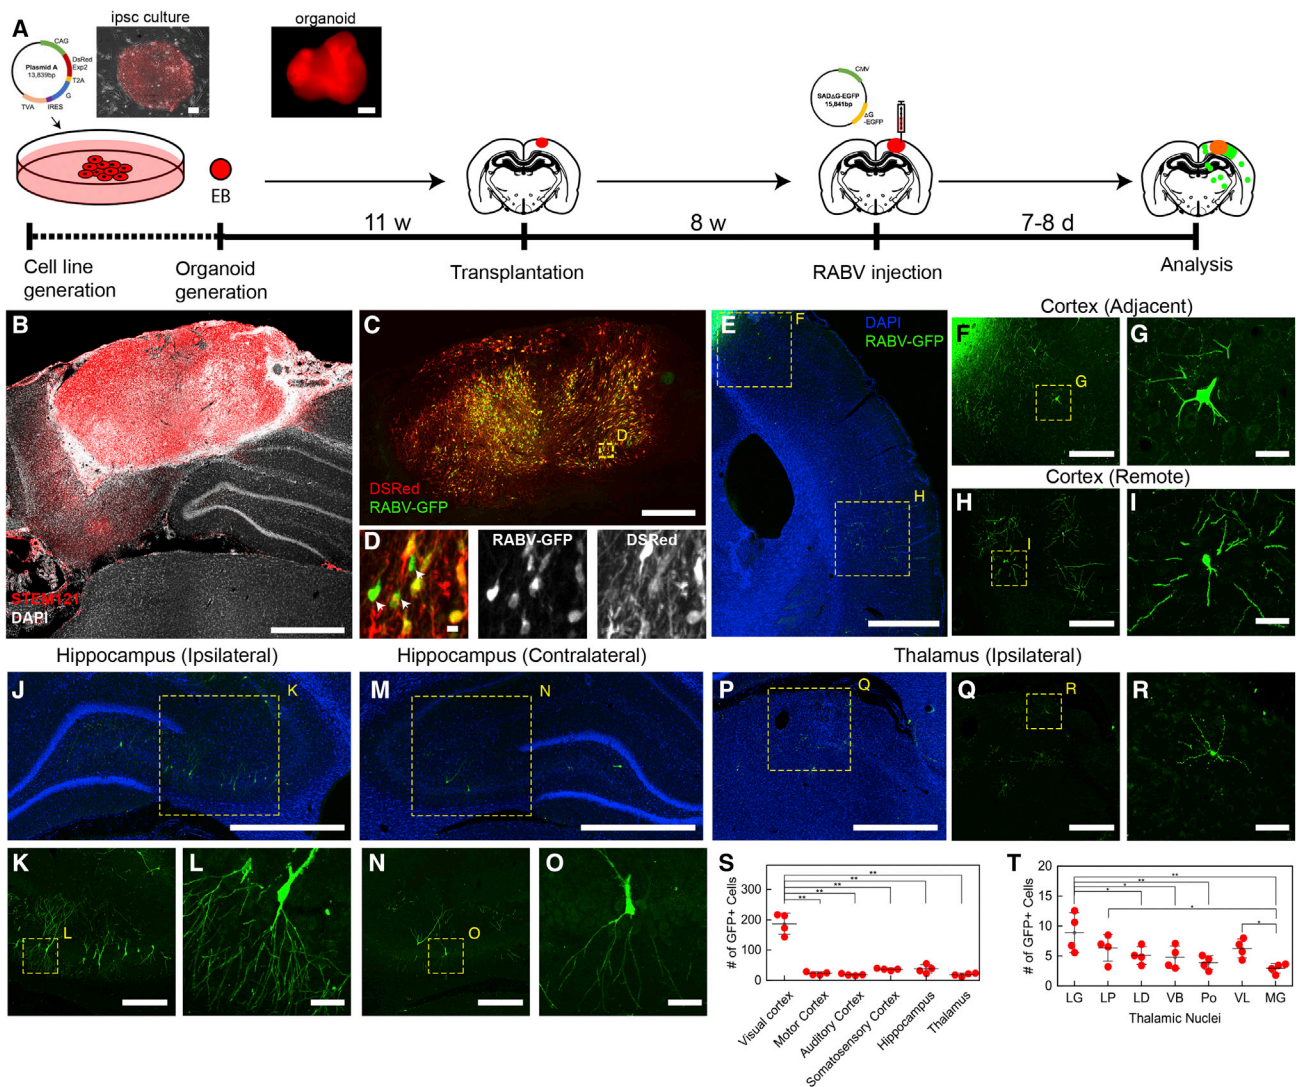 A
ipsc culture
organoid
CAG
DsRed
Exp2
T2A
G
IRES
TVA
Plasmid A
13,839bp
EB
CMV
SADΔG-EGFP
15,841bp
ΔG
-EGFP
11 w
8 w
7-8 d
Cell line
generation
Organoid
generation
Transplantation
RABV injection
Analysis
B
STEM121
DAPI
C
DSRed
RABV-GFP
D
D
RABV-GFP
DSRed
E
DAPI
RABV-GFP
F
H
Cortex (Adjacent)
F
G
G
Cortex (Remote)
H
I
I
Hippocampus (Ipsilateral)
Hippocampus (Contralateral)
Thalamus (Ipsilateral)
J
K
M
N
P
Q
Q
R
R
K
L
L
N
O
O
S
# of GFP+ Cells
300
200
100
0
**
**
**
**
**
Visual cortex
Motor Cortex
Auditory Cortex
Somatosensory Cortex
Hippocampus
Thalamus
T
# of GFP+ Cells
20
15
10
5
0
**
**
*
*
*
*
LG LP LD VB Po VL MG
Thalamic Nuclei